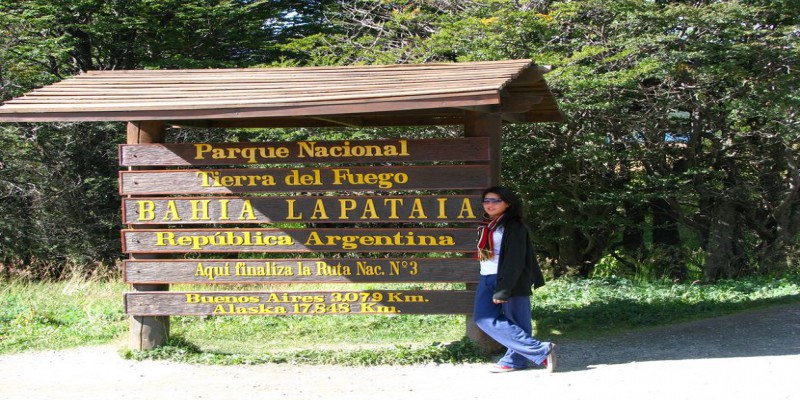 Parque Nacional
Tierra del Fuego
BAHIA LAPATAIA
República Argentina
Aqui finaliza la Ruta Nac. N°3
Buenos Aires 3.079 Km.
Alaska 17.848 Km.